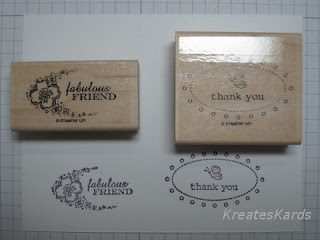 fabulous
FRIEND
© STAMPIN' UP!
thank you
© STAMPIN' UP!
fabulous
FRIEND
thank you
KreatesKards